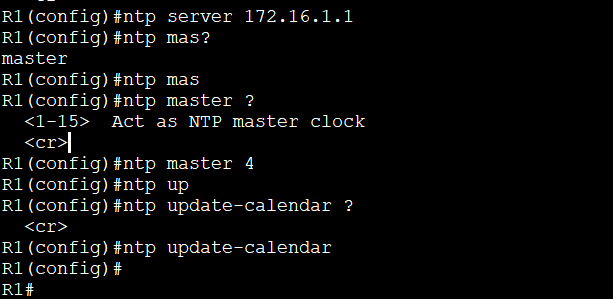 R1(config)#ntp server 172.16.1.1
R1(config)#ntp mas?
master
R1(config)#ntp mas
R1(config)#ntp master ?
  <1-15>  Act as NTP master clock
  <cr>
R1(config)#ntp master 4
R1(config)#ntp up
R1(config)#ntp update-calendar ?
  <cr>
R1(config)#ntp update-calendar
R1(config)#
R1#